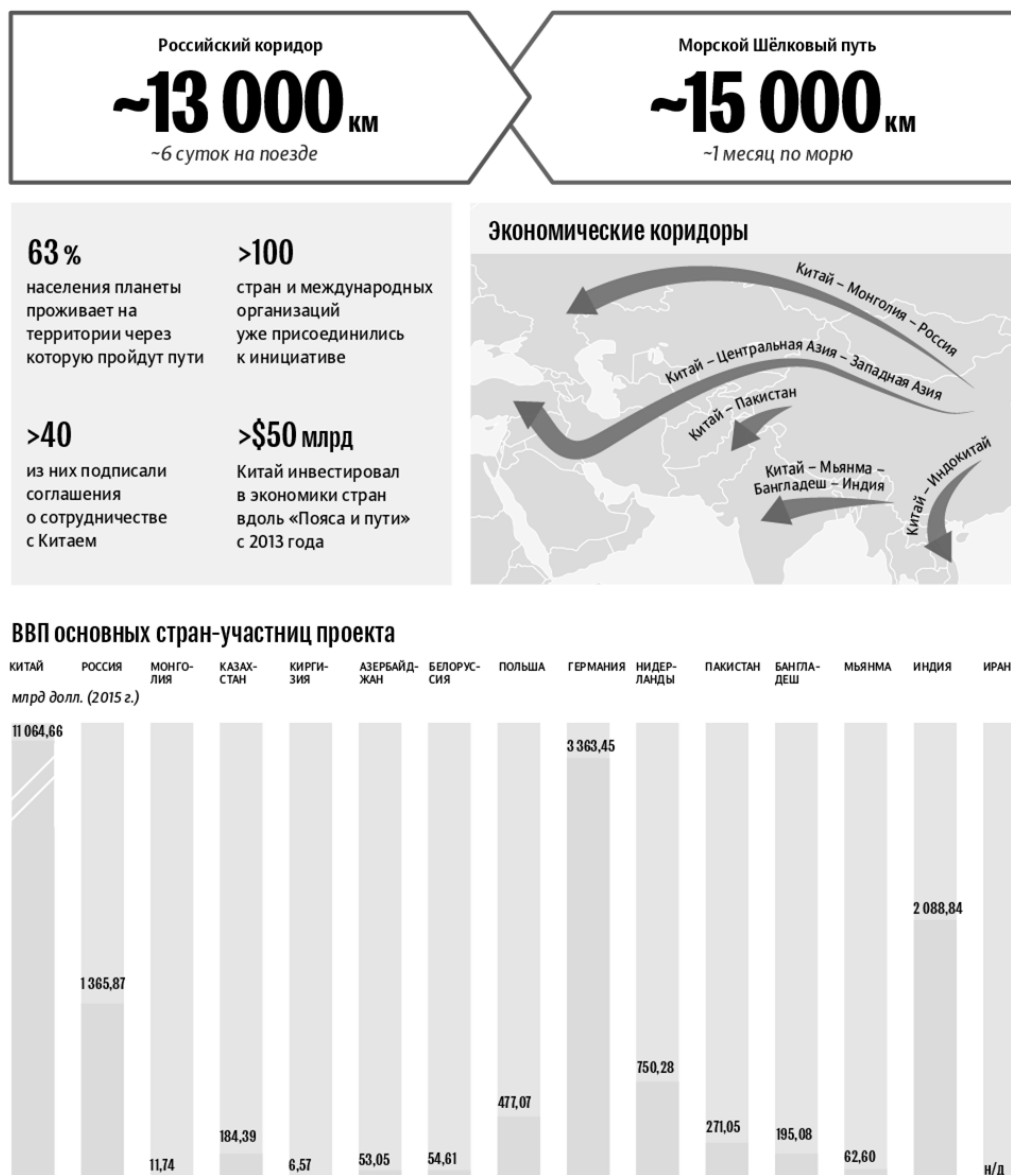 Российский коридор
~13 000 км
~6 суток на поезде
Морской Шёлковый путь
~15 000 км
~1 месяц по морю
63 %
населения планеты
проживает на
территории через
которую пройдут пути
>100
стран и международных
организаций
уже присоединились
к инициативе
>40
из них подписали
соглашения
о сотрудничестве
с Китаем
>$50 млрд
Китай инвестировал
в экономики стран
вдоль «Пояса и пути»
с 2013 года
Экономические коридоры
Китай – Монголия – Россия
Китай – Центральная Азия – Западная Азия
Китай – Пакистан
Китай – Мьянма –
Бангладеш – Индия
Китай – Индокитай
ВВП основных стран-участниц проекта
КИТАЙ
РОССИЯ
МОНГО-
ЛИЯ
КАЗАХ-
СТАН
КИРГИ-
ЗИЯ
АЗЕРБАЙД-
ЖАН
БЕЛОРУС-
СИЯ
ПОЛЬША
ГЕРМАНИЯ
НИДЕР-
ЛАНДЫ
ПАКИСТАН
БАНГЛА-
ДЕШ
МЬЯНМА
ИНДИЯ
ИРАН
млрд долл. (2015 г.)
11 064,66
1 365,87
11,74
184,39
6,57
53,05
54,61
477,07
3 363,45
750,28
271,05
195,08
62,60
2 088,84
н/д